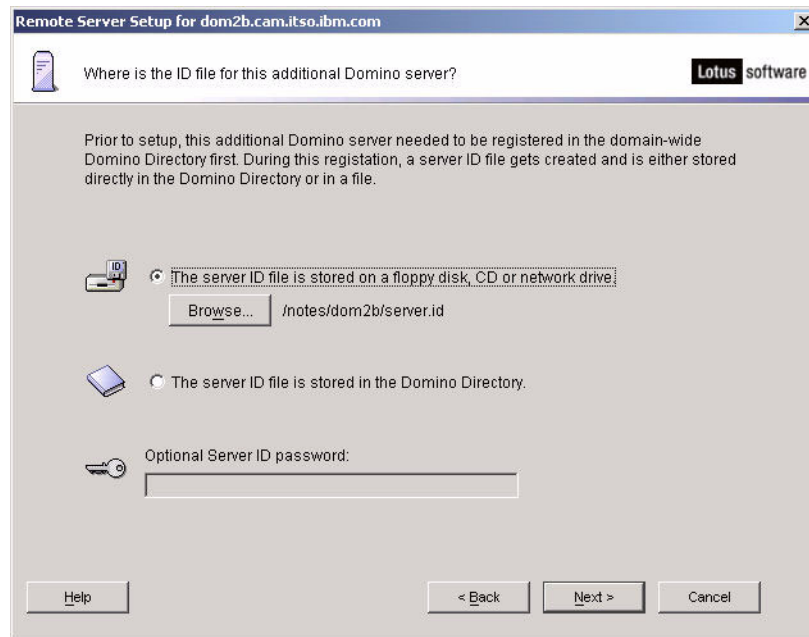 Remote Server Setup for dom2b.cam.itso.ibm.com
Where is the ID file for this additional Domino server?
Lotus software
Prior to setup, this additional Domino server needed to be registered in the domain-wide
Domino Directory first. During this registation, a server ID file gets created and is either stored
directly in the Domino Directory or in a file.
ID
The server ID file is stored on a floppy disk, CD or network drive.
Browse... /notes/dom2b/server.id
The server ID file is stored in the Domino Directory.
Optional Server ID password:
Help < Back Next > Cancel